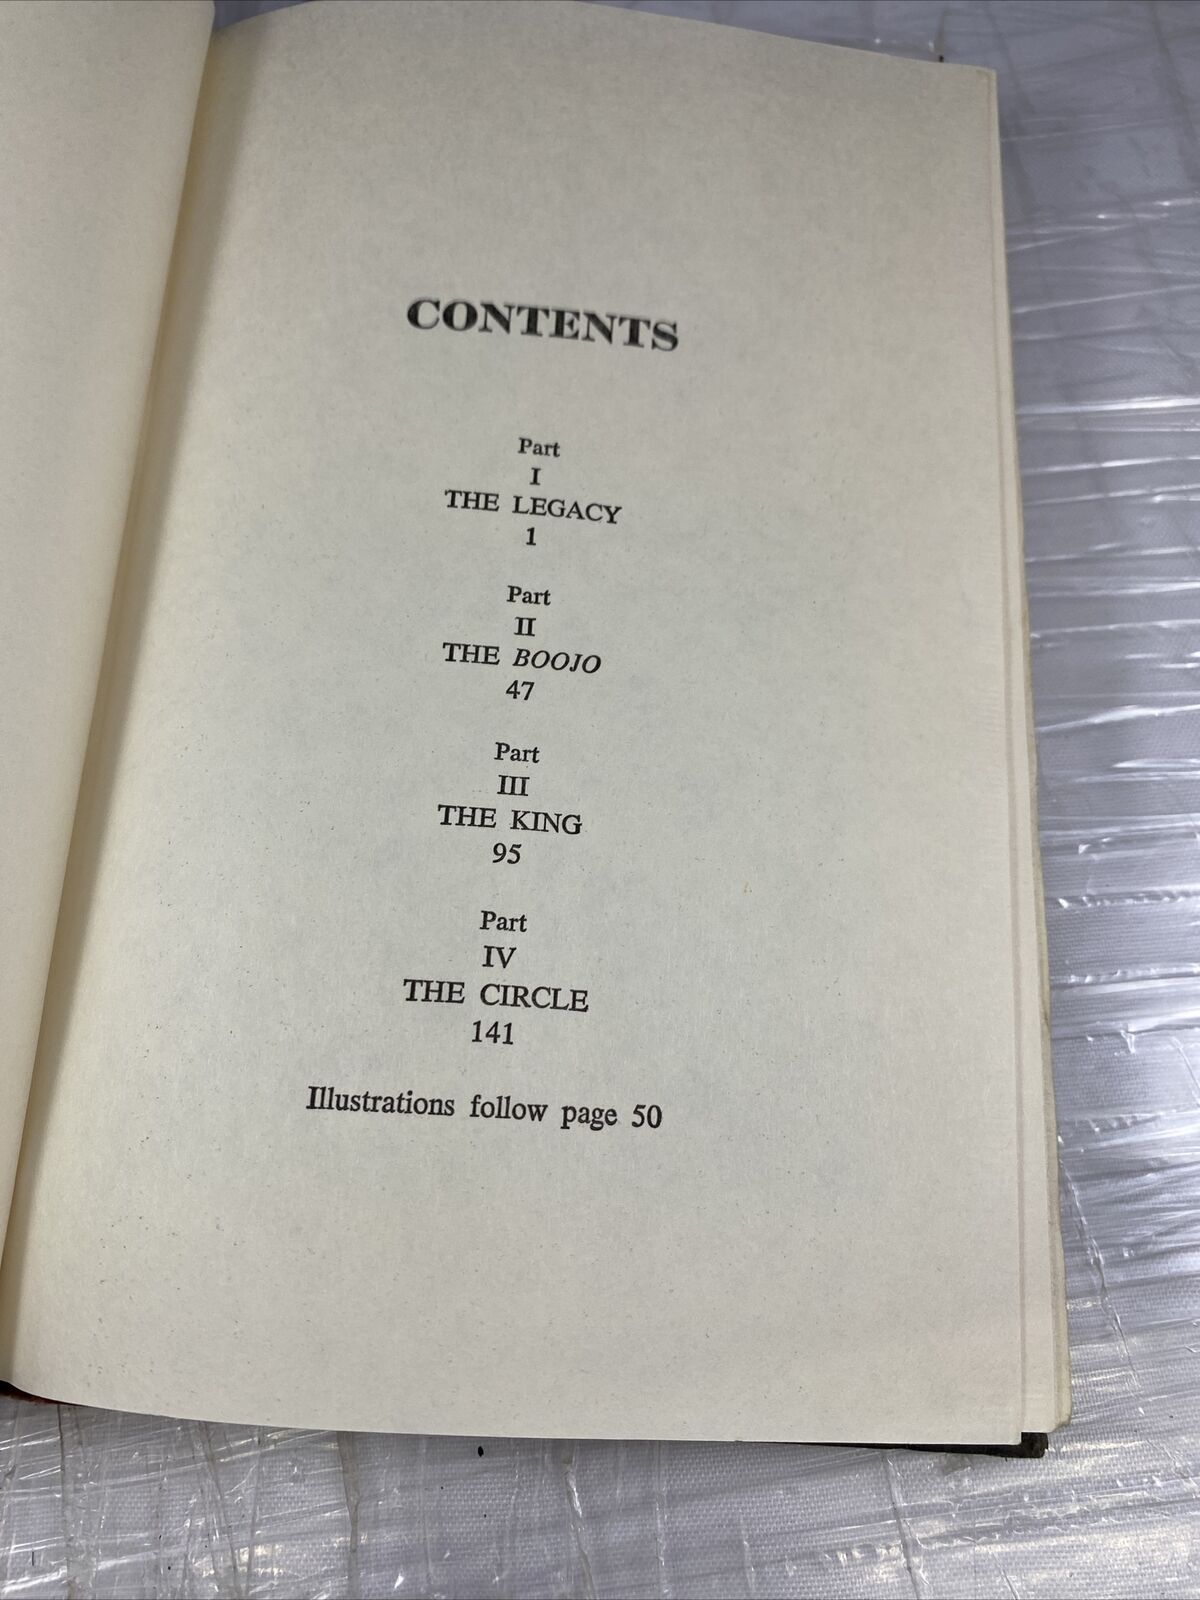 CONTENTS
Part
I
THE LEGACY
1
Part
II
THE BOOJO
47
Part
III
THE KING
95
Part
IV
THE CIRCLE
141
Illustrations follow page 50